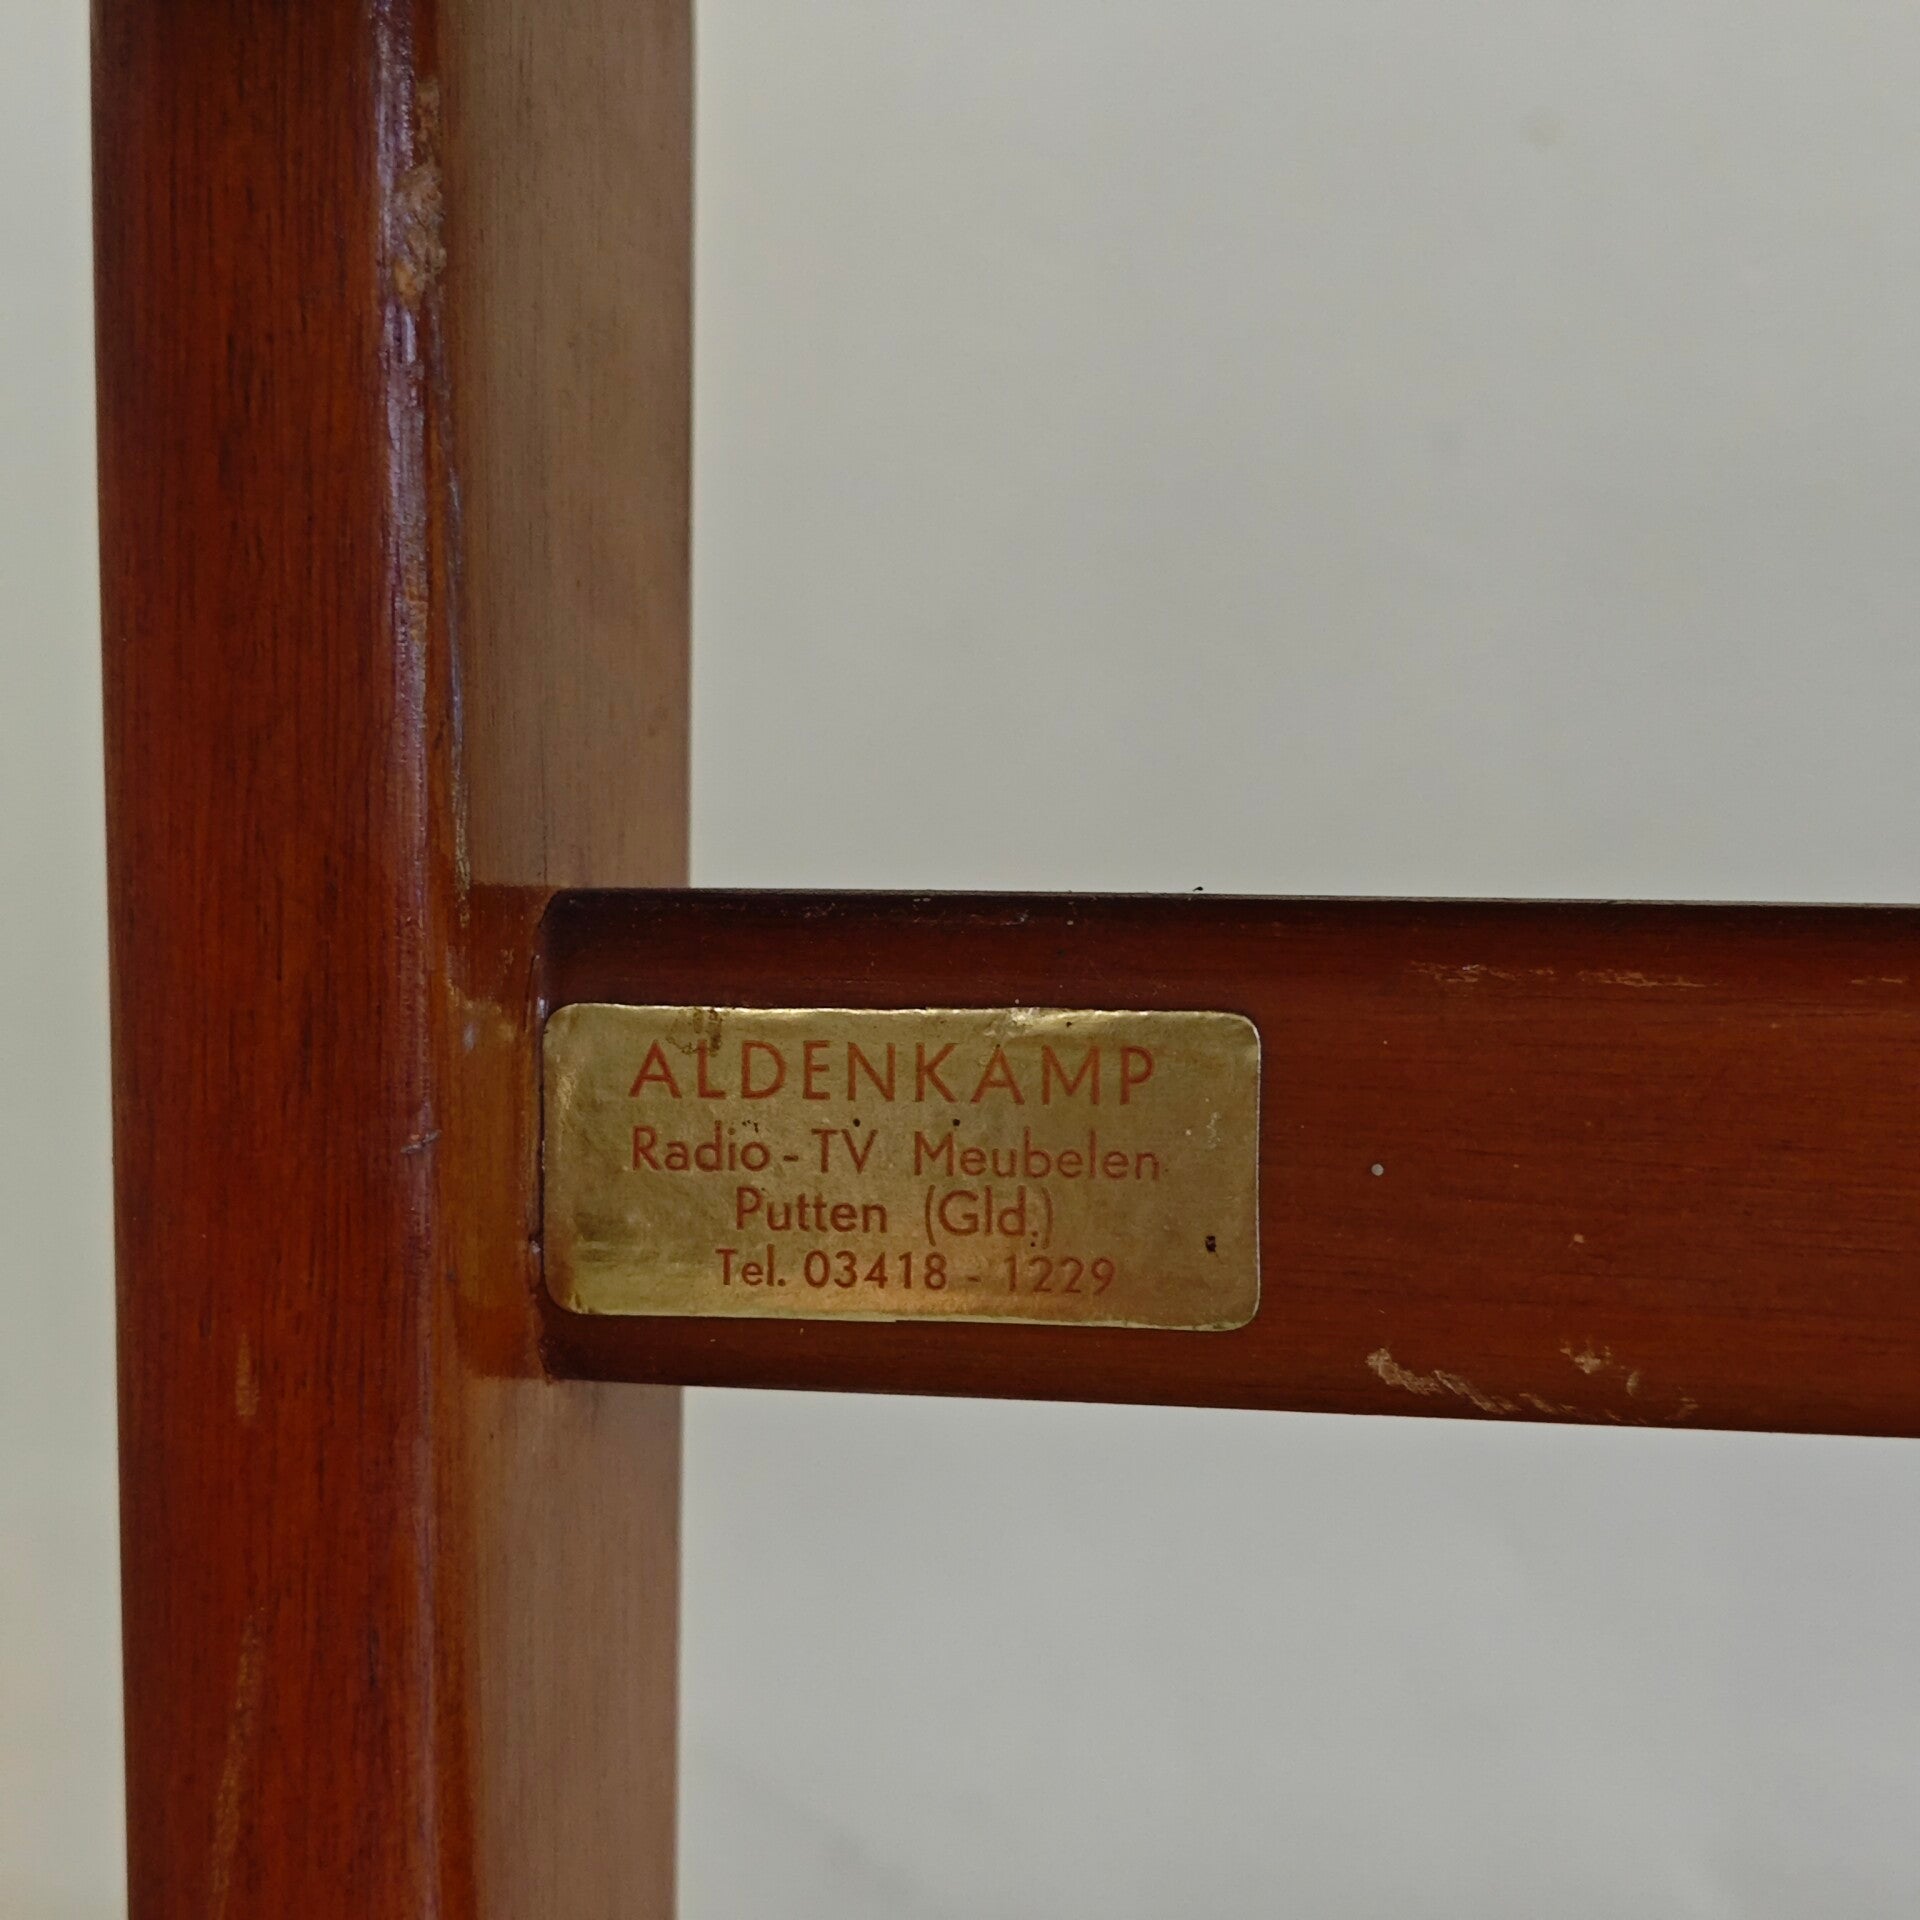 ALDENKAMP
Radio - TV Meubelen
Putten (Gld.)
Tel. 03418 - 1229